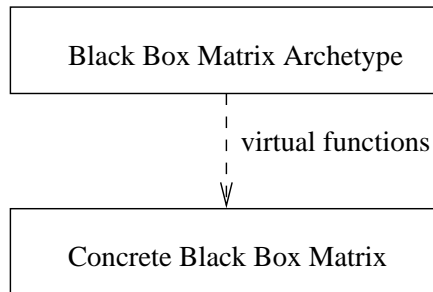 Black Box Matrix Archetype
virtual functions
Concrete Black Box Matrix